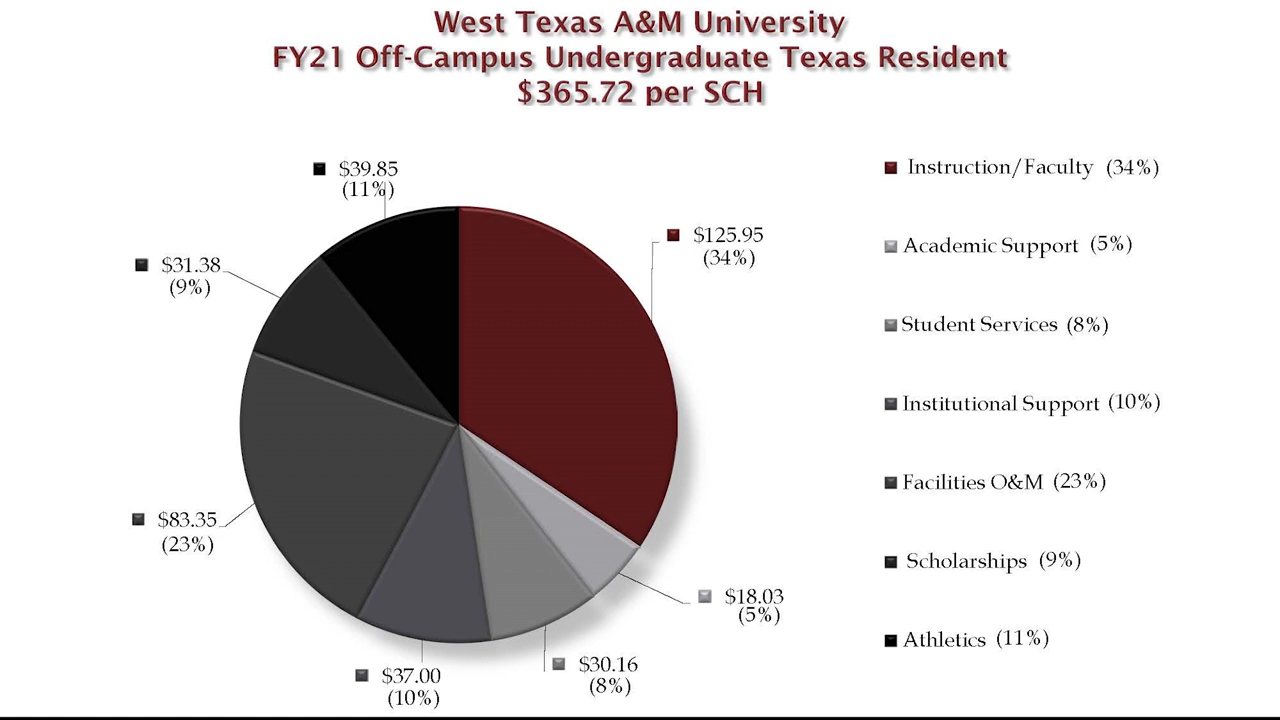 West Texas A&M University
FY21 Off-Campus Undergraduate Texas Resident
$365.72 per SCH
$39.85
(11%)
$125.95
(34%)
$31.38
(9%)
$83.35
(23%)
$18.03
(5%)
$37.00
(10%)
$30.16
(8%)
Instruction/Faculty (34%)
Academic Support (5%)
Student Services (8%)
Institutional Support (10%)
Facilities O&M (23%)
Scholarships (9%)
Athletics (11%)